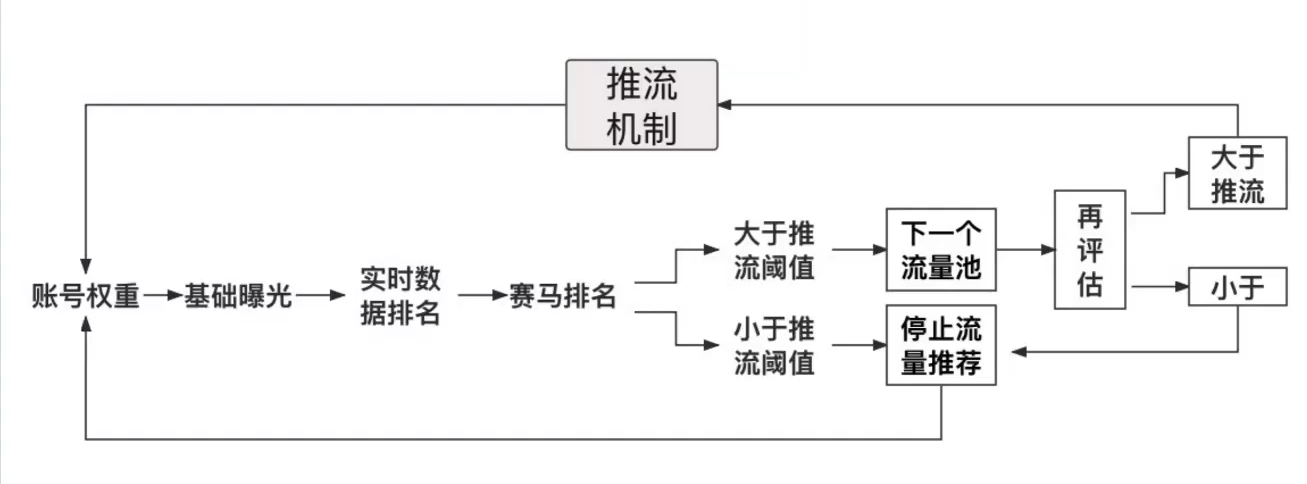 推流
机制
账号权重
基础曝光
实时数
据排名
赛马排名
大于推
流阈值
小于推
流阈值
下一个
流量池
停止流
量推荐
再
评
估
大于
推流
小于